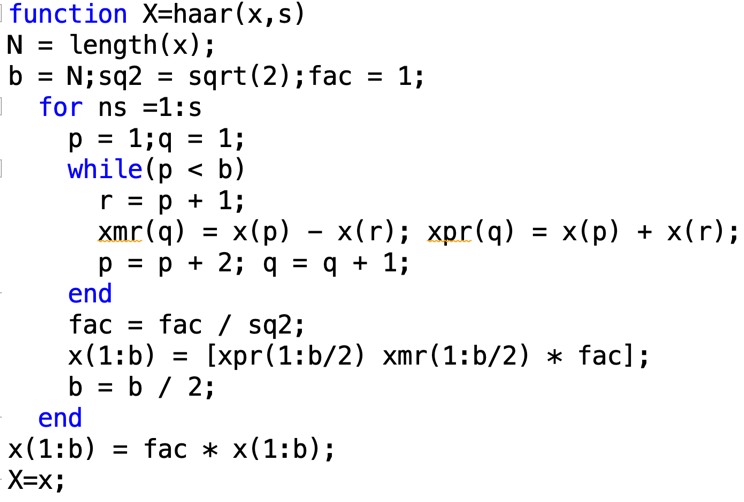 function X=haar(x,s)
N = length(x);
b = N;sq2 = sqrt(2);fac = 1;
for ns =1:s
p = 1;q = 1;
while(p < b)
r = p + 1;
xmr(q) = x(p) - x(r); xpr(q) = x(p) + x(r);
p = p + 2; q = q + 1;
end
fac = fac / sq2;
x(1:b) = [xpr(1:b/2) xmr(1:b/2) * fac];
b = b / 2;
end
x(1:b) = fac * x(1:b);
X=x;